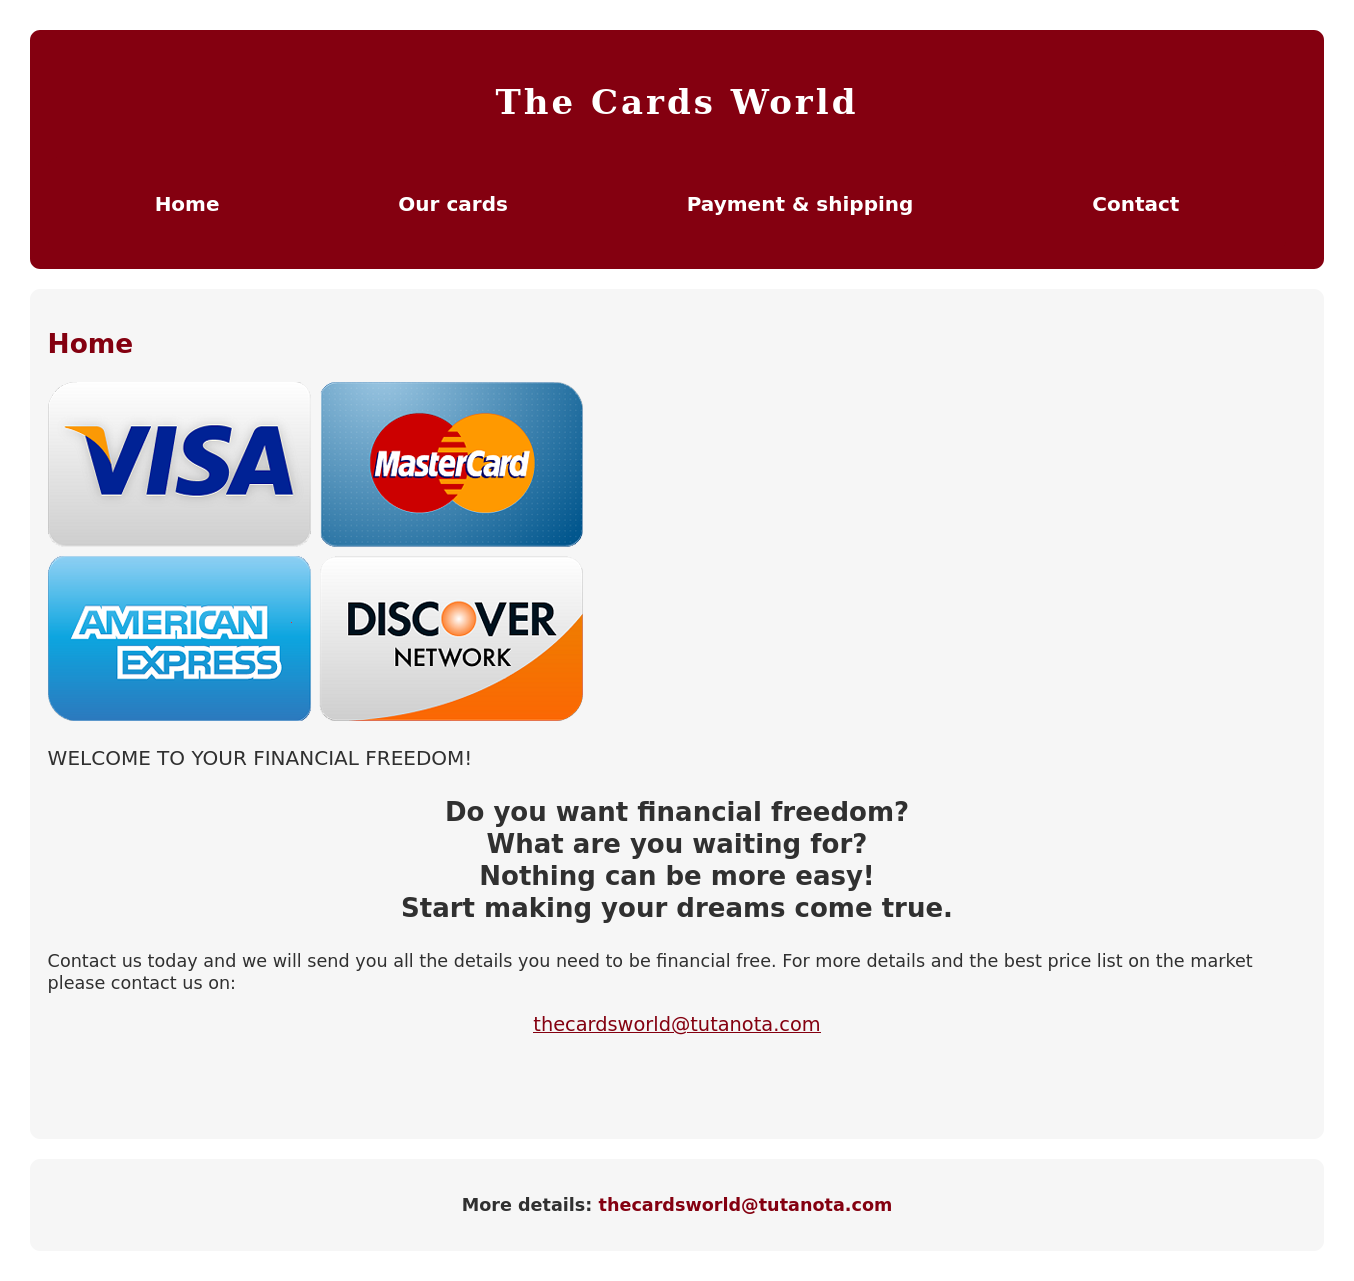 The Cards World
Home
Our cards
Payment & shipping
Contact
Home
VISA
MasterCard
AMERICAN
EXPRESS
DISCOVER
NETWORK
WELCOME TO YOUR FINANCIAL FREEDOM!
Do you want financial freedom?
What are you waiting for?
Nothing can be more easy!
Start making your dreams come true.
Contact us today and we will send you all the details you need to be financial free. For more details and the best price list on the market
please contact us on:
thecardsworld@tutanota.com
More details: thecardsworld@tutanota.com